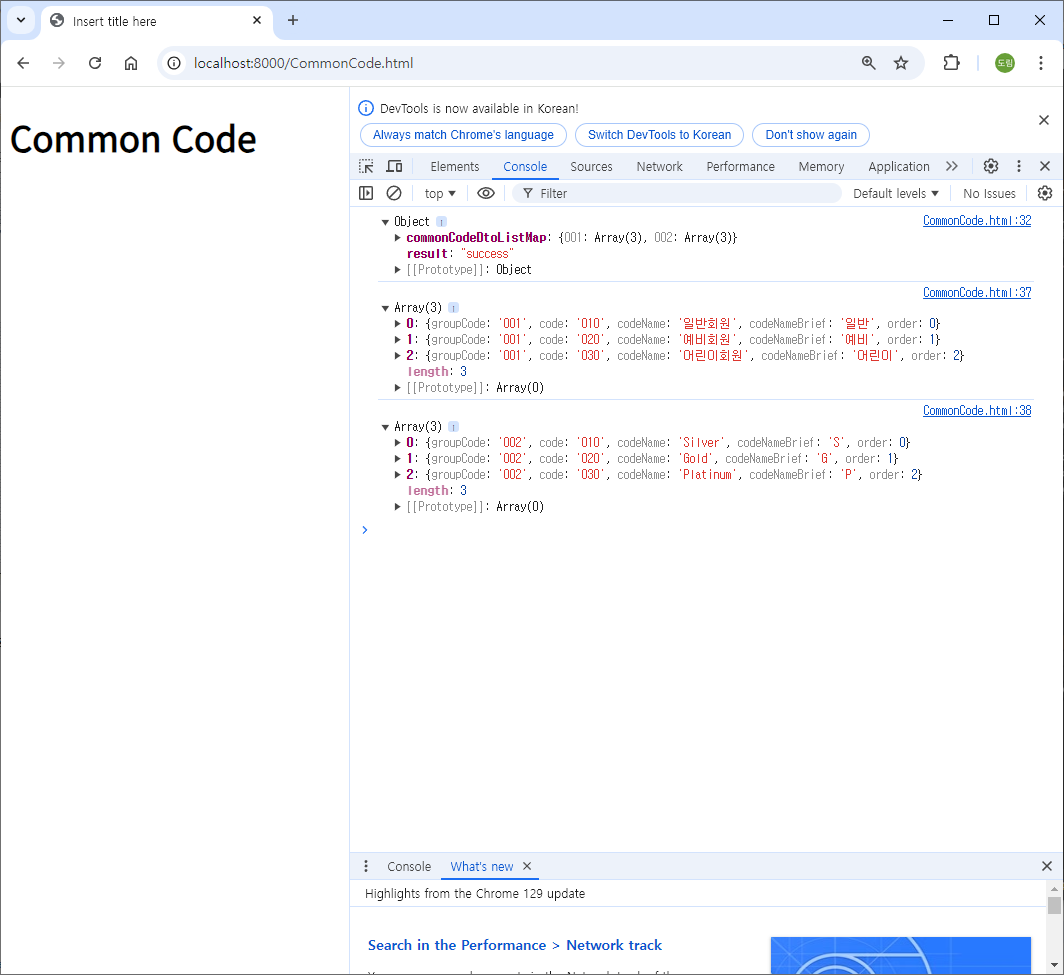 Insert title here
localhost:8000/CommonCode.html
도림
Common Code
DevTools is now available in Korean!
Always match Chrome's language
Switch DevTools to Korean
Don't show again
Elements Console Sources Network Performance Memory Application
top Filter Default levels No Issues
Object CommonCode.html:32
commonCodeDtoListMap: {001: Array(3), 002: Array(3)}
result: "success"
[[Prototype]]: Object
CommonCode.html:37
Array(3)
0: {groupCode: '001', code: '010', codeName: '일반회원', codeNameBrief: '일반', order: 0}
1: {groupCode: '001', code: '020', codeName: '예비회원', codeNameBrief: '예비', order: 1}
2: {groupCode: '001', code: '030', codeName: '어린이회원', codeNameBrief: '어린이', order: 2}
length: 3
[[Prototype]]: Array(0)
CommonCode.html:38
Array(3)
0: {groupCode: '002', code: '010', codeName: 'Silver', codeNameBrief: 'S', order: 0}
1: {groupCode: '002', code: '020', codeName: 'Gold', codeNameBrief: 'G', order: 1}
2: {groupCode: '002', code: '030', codeName: 'Platinum', codeNameBrief: 'P', order: 2}
length: 3
[[Prototype]]: Array(0)
Console What's new
Highlights from the Chrome 129 update
Search in the Performance > Network track